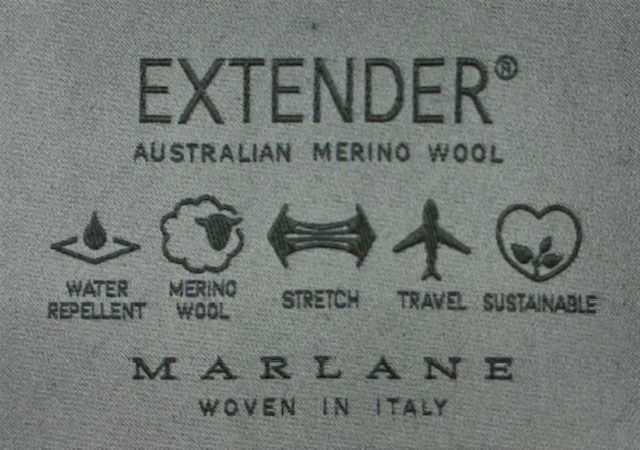 EXTENDER®
AUSTRALIAN MERINO WOOL
WATER REPELLENT
MERINO WOOL
STRETCH
TRAVEL
SUSTAINABLE
MARLANE
WOVEN IN ITALY